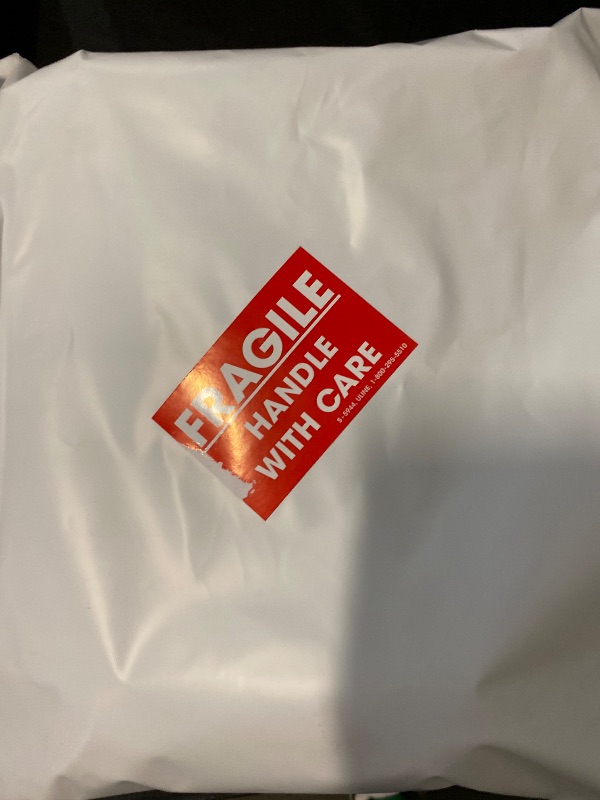 FRAGILE
HANDLE
WITH CARE
S-5944, ULINE, 1-800-295-5510